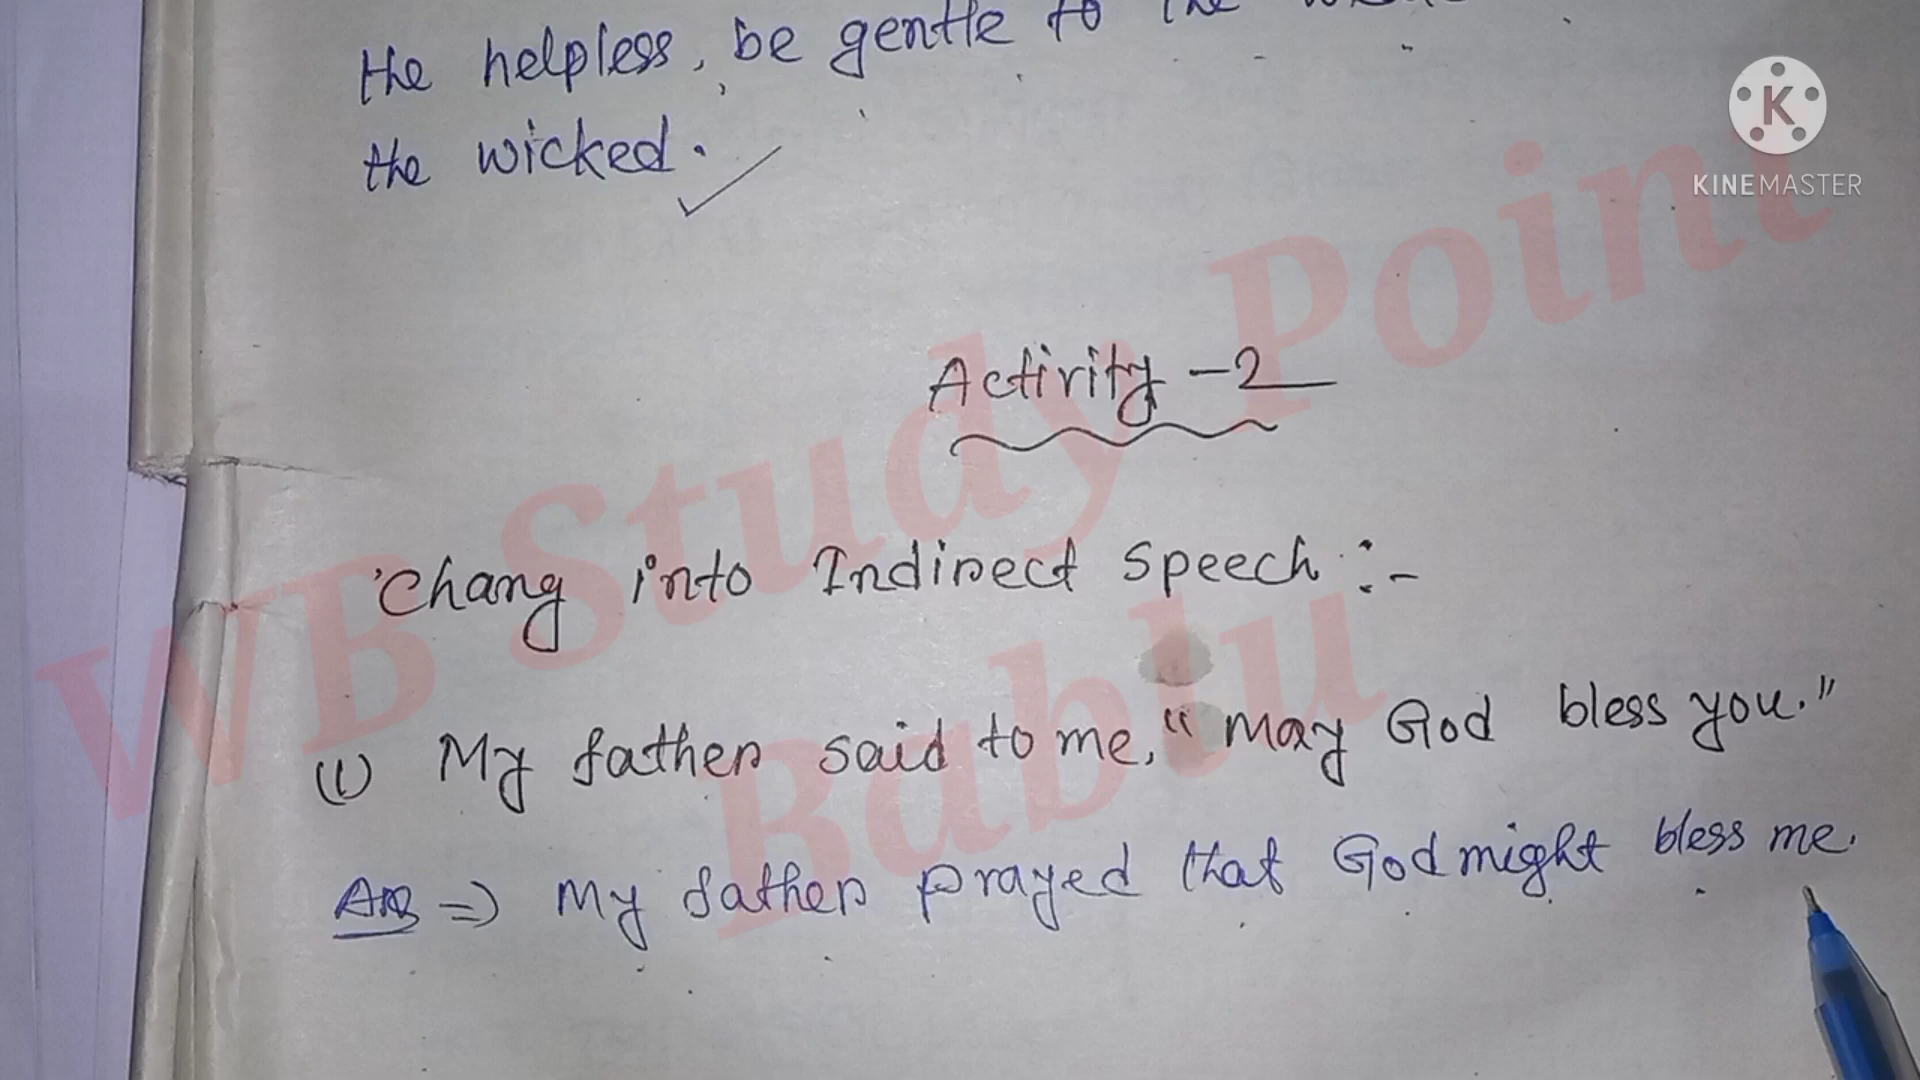 the helpless, be gentle to the
the wicked.
K
KINEMASTER
Activity - 2
Chang into Indirect speech :-
(1) My father said to me, "May God bless you."
Ans => My father prayed that God might bless me.
WB Study Point
Bablu